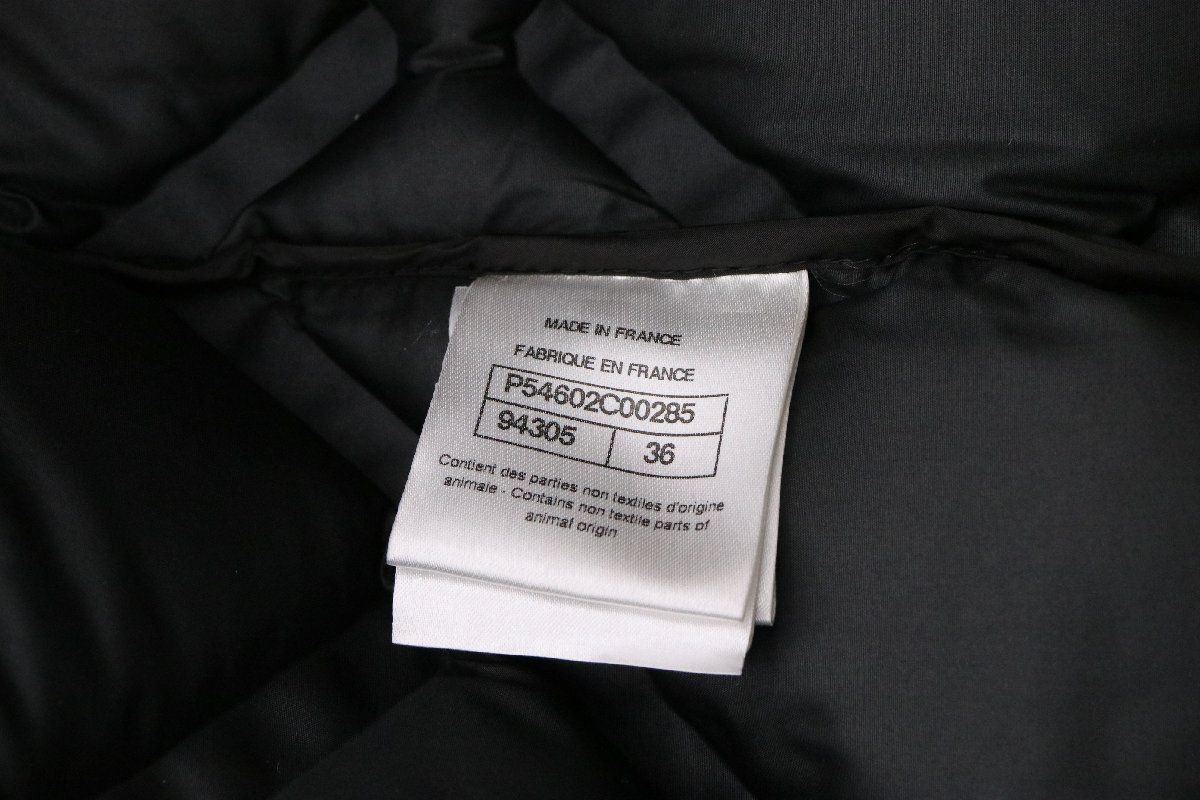 MADE IN FRANCE
FABRIQUE EN FRANCE
P54602C00285
94305 36
Contient des parties non textiles d'origine
animale - Contains non textile parts of
animal origin